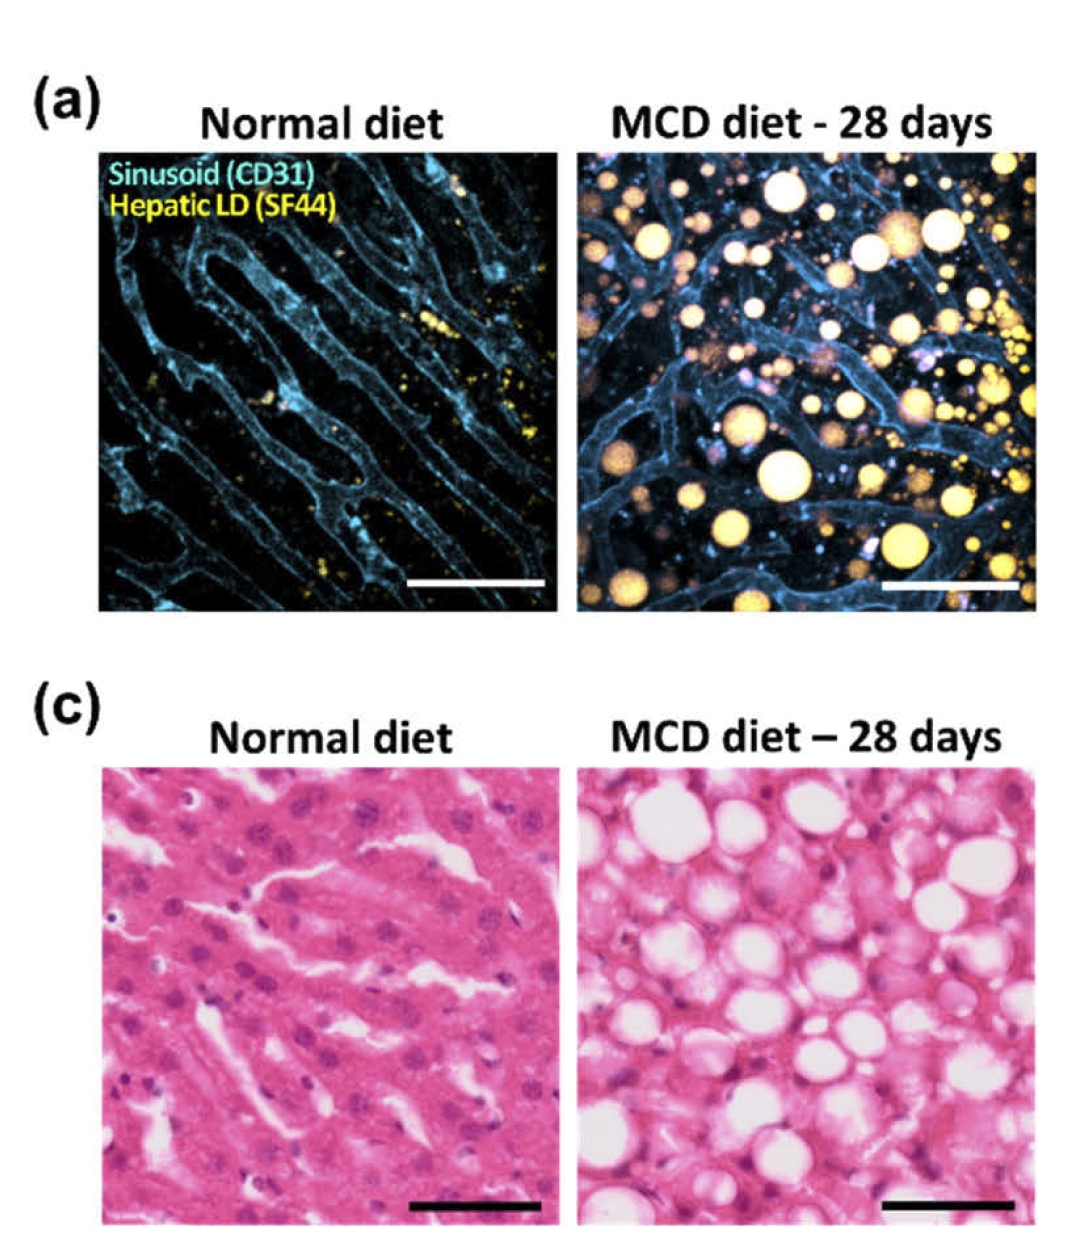 (a)
Normal diet
MCD diet - 28 days
Sinusoid (CD31)
Hepatic LD (SF44)
(c)
Normal diet
MCD diet – 28 days